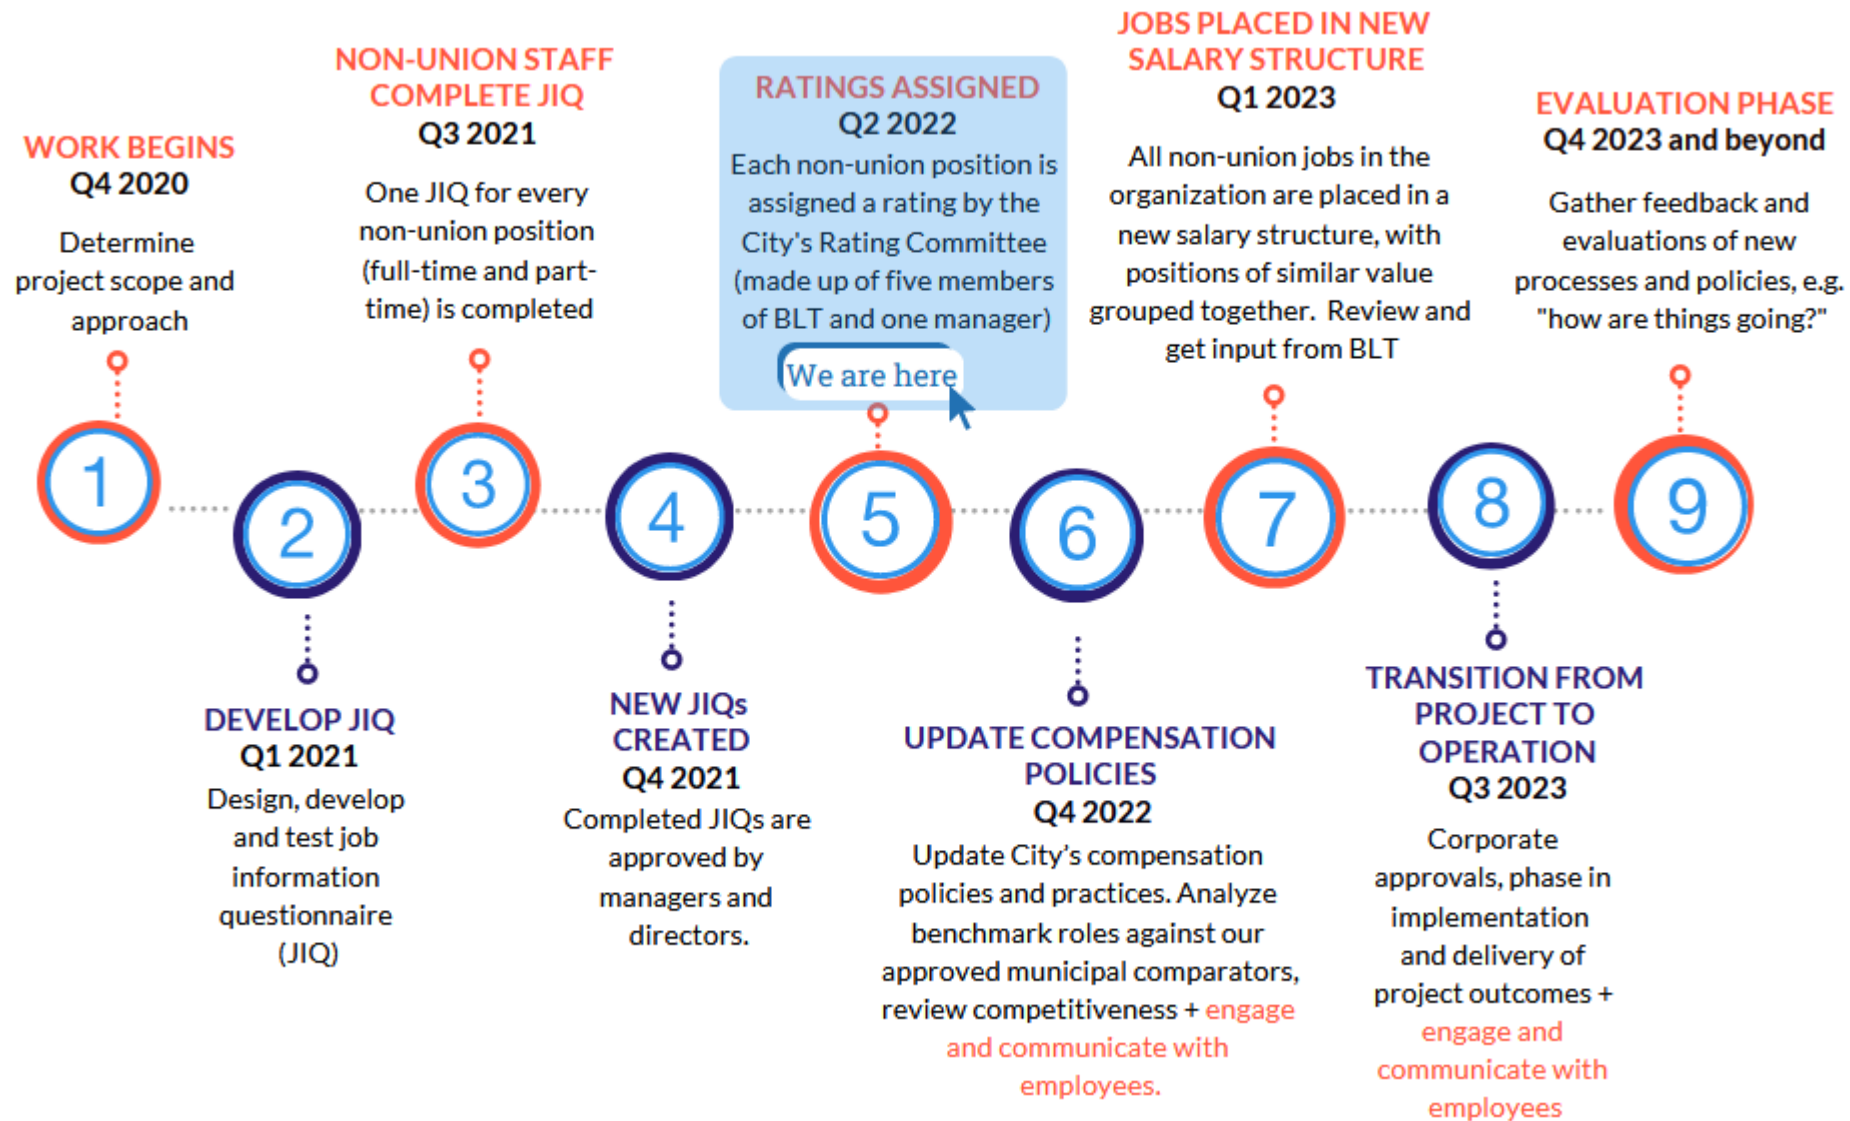 WORK BEGINS
Q4 2020
Determine
project scope and
approach
NON-UNION STAFF
COMPLETE JIQ
Q3 2021
One JIQ for every
non-union position
(full-time and part-
time) is completed
RATINGS ASSIGNED
Q2 2022
Each non-union position is
assigned a rating by the
City's Rating Committee
(made up of five members
of BLT and one manager)
We are here
JOBS PLACED IN NEW
SALARY STRUCTURE
Q1 2023
All non-union jobs in the
organization are placed in a
new salary structure, with
positions of similar value
grouped together. Review and
get input from BLT
EVALUATION PHASE
Q4 2023 and beyond
Gather feedback and
evaluations of new
processes and policies, e.g.
"how are things going?"
1
2
3
4
5
6
7
8
9
DEVELOP JIQ
Q1 2021
Design, develop
and test job
information
questionnaire
(JIQ)
NEW JIQs
CREATED
Q4 2021
Completed JIQs are
approved by
managers and
directors.
UPDATE COMPENSATION
POLICIES
Q4 2022
Update City's compensation
policies and practices. Analyze
benchmark roles against our
approved municipal comparators,
review competitiveness + engage
and communicate with
employees.
TRANSITION FROM
PROJECT TO
OPERATION
Q3 2023
Corporate
approvals, phase in
implementation
and delivery of
project outcomes +
engage and
communicate with
employees